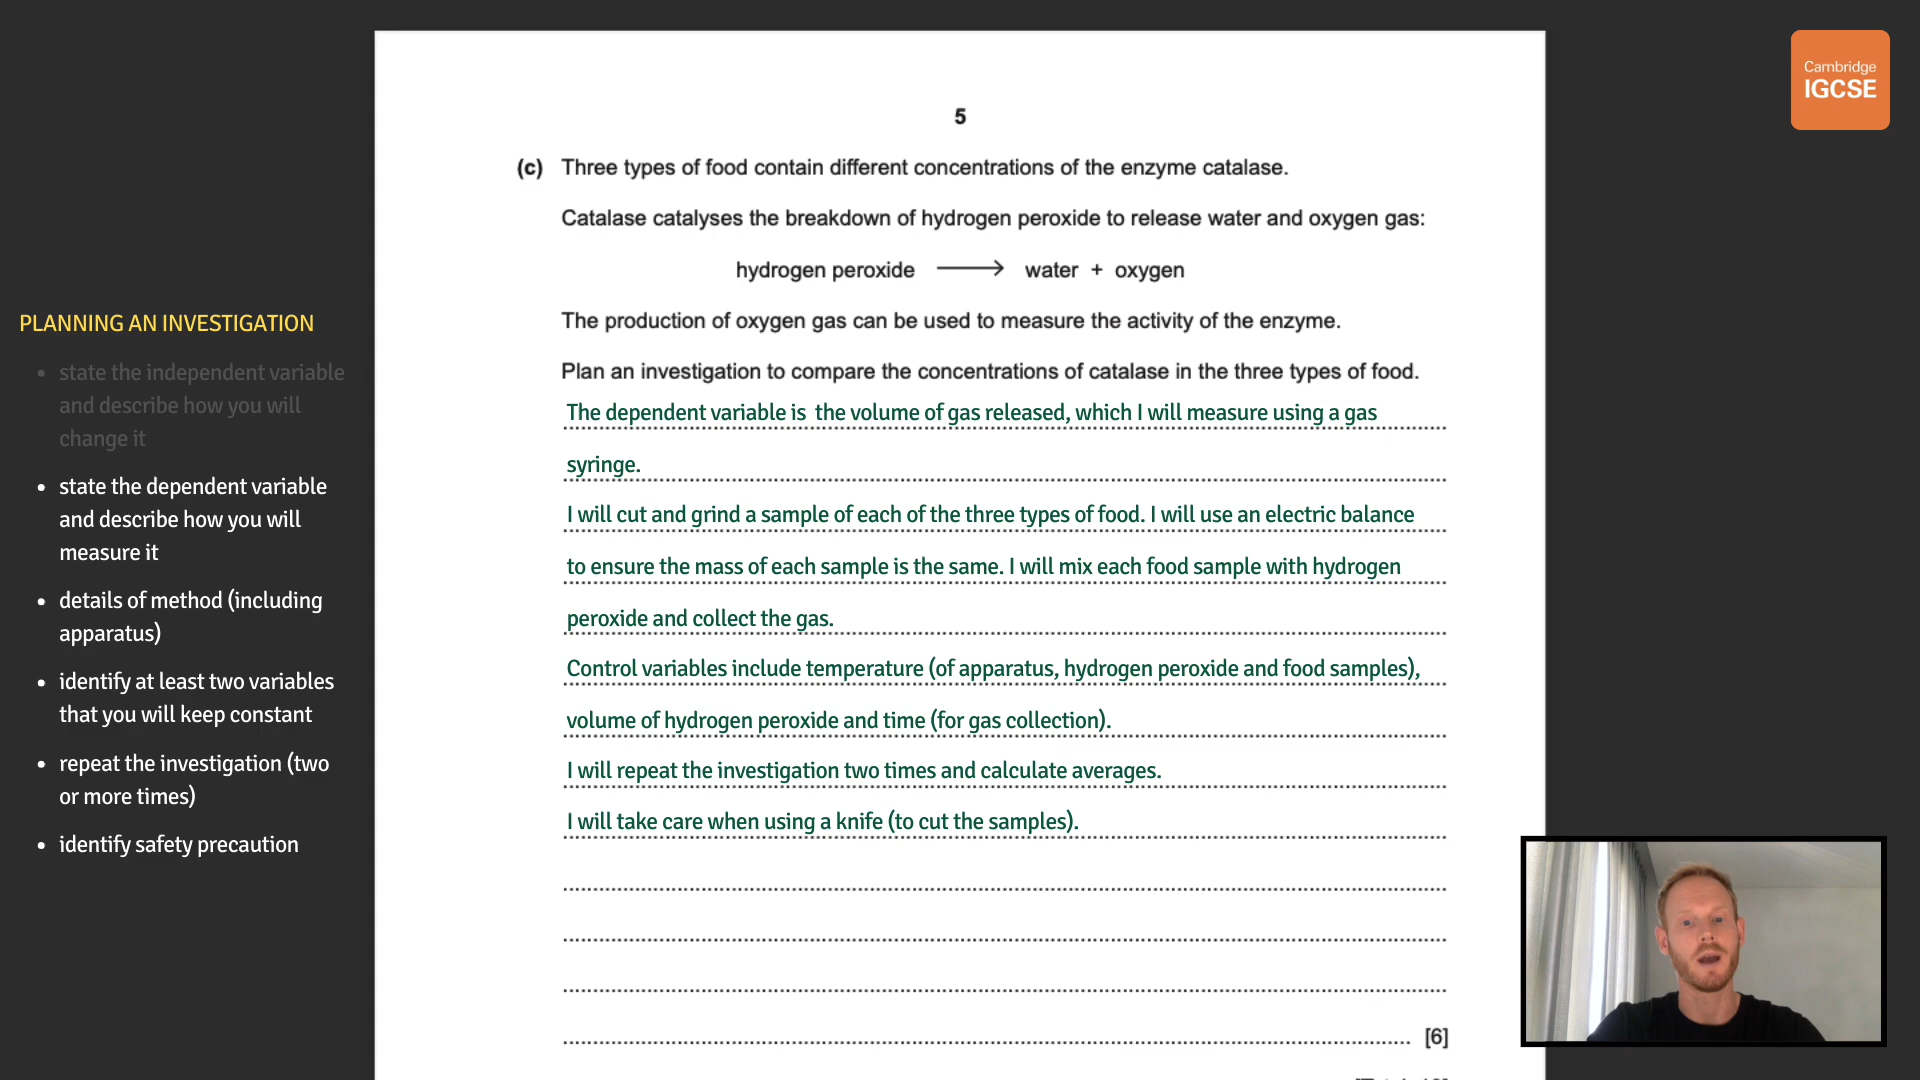 Cambridge
IGCSE
5
(c) Three types of food contain different concentrations of the enzyme catalase.
Catalase catalyses the breakdown of hydrogen peroxide to release water and oxygen gas:
hydrogen peroxide ⟶ water + oxygen
The production of oxygen gas can be used to measure the activity of the enzyme.
Plan an investigation to compare the concentrations of catalase in the three types of food.
The dependent variable is the volume of gas released, which I will measure using a gas
syringe.
I will cut and grind a sample of each of the three types of food. I will use an electric balance
to ensure the mass of each sample is the same. I will mix each food sample with hydrogen
peroxide and collect the gas.
Control variables include temperature (of apparatus, hydrogen peroxide and food samples),
volume of hydrogen peroxide and time (for gas collection).
I will repeat the investigation two times and calculate averages.
I will take care when using a knife (to cut the samples).
[6]
PLANNING AN INVESTIGATION
• state the independent variable
and describe how you will
change it
• state the dependent variable
and describe how you will
measure it
• details of method (including
apparatus)
• identify at least two variables
that you will keep constant
• repeat the investigation (two
or more times)
• identify safety precaution